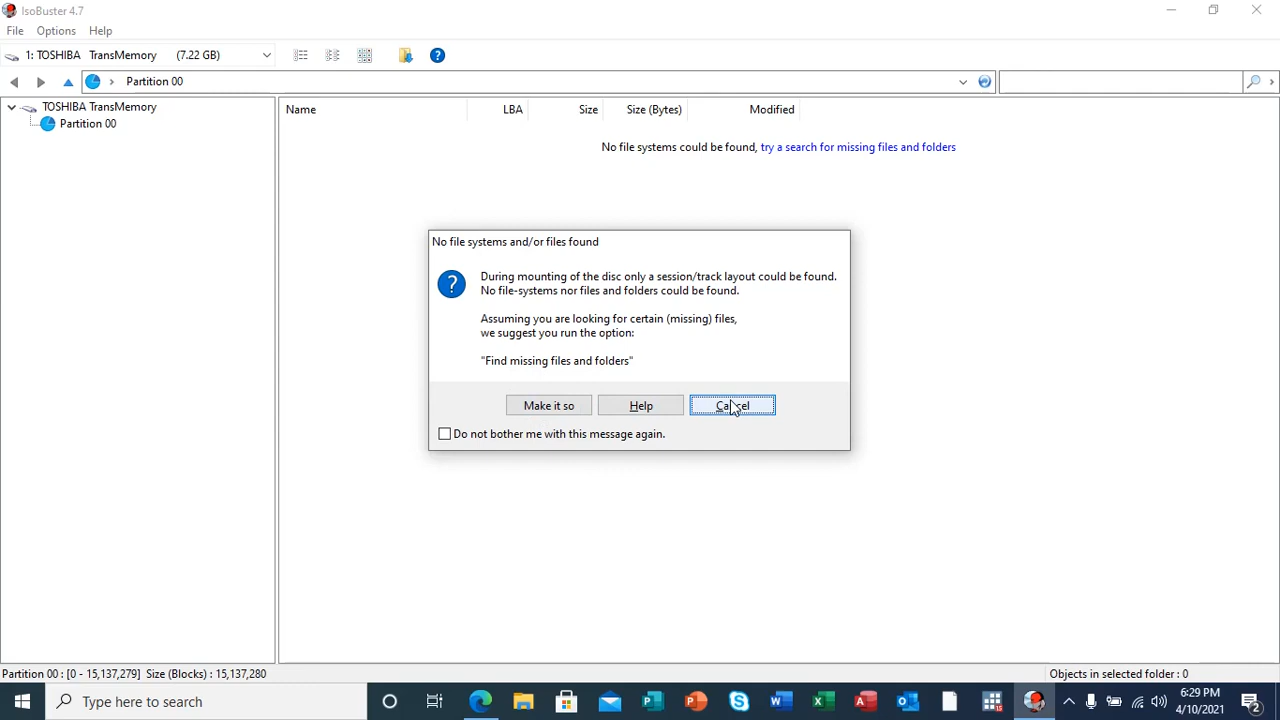 IsoBuster 4.7
File Options Help
1: TOSHIBA TransMemory (7.22 GB)
Partition 00
TOSHIBA TransMemory
Partition 00
Name LBA Size Size (Bytes) Modified
No file systems could be found, try a search for missing files and folders
No file systems and/or files found
During mounting of the disc only a session/track layout could be found.
No file-systems nor files and folders could be found.
Assuming you are looking for certain (missing) files,
we suggest you run the option:
"Find missing files and folders"
Make it so Help Cancel
Do not bother me with this message again.
Partition 00 : [0 - 15,137,279] Size (Blocks) : 15,137,280
Objects in selected folder : 0
Type here to search
6:29 PM
4/10/2021
2